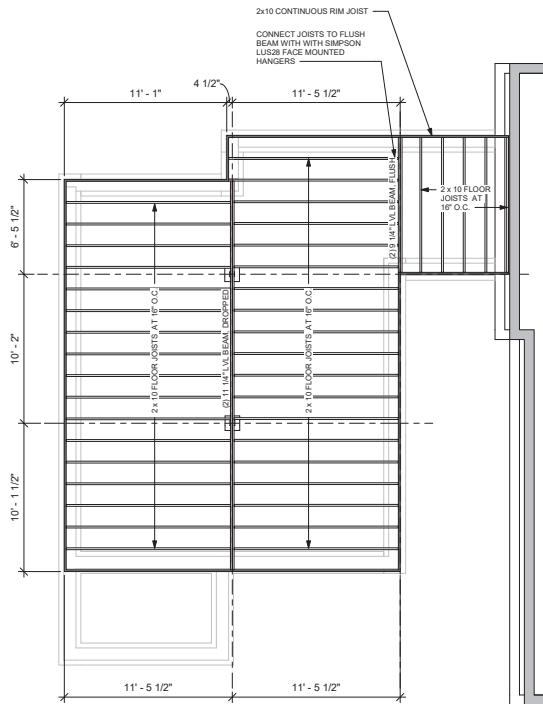 2x10 CONTINUOUS RIM JOIST
CONNECT JOISTS TO FLUSH
BEAM WITH WITH SIMPSON
LUS28 FACE MOUNTED
HANGERS
4 1/2"
11' - 1"
11' - 5 1/2"
6' - 5 1/2"
10' - 2"
10' - 1 1/2"
2 x 10 FLOOR JOISTS AT 16" O.C.
(2) 11 1/4" LVL BEAM, DROPPED
2 x 10 FLOOR JOISTS AT 16" O.C.
(2) 9 1/4" LVL BEAM, FLUSH
2 x 10 FLOOR
JOISTS AT
16" O.C.
11' - 5 1/2"
11' - 5 1/2"